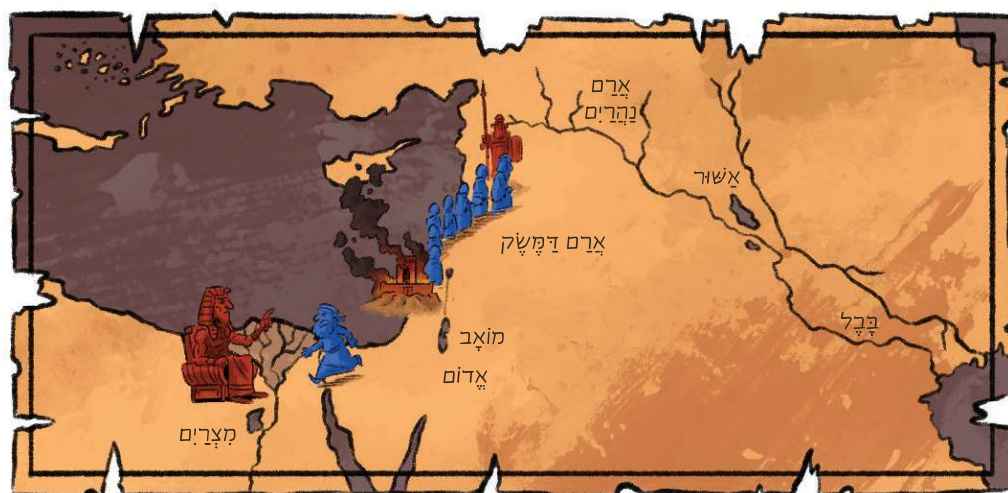 אֲרַם
נַהֲרַיִם
אַשּׁוּר
אֲרַם דַּמֶּשֶׂק
בָּבֶל
מוֹאָב
אֱדוֹם
מִצְרַיִם